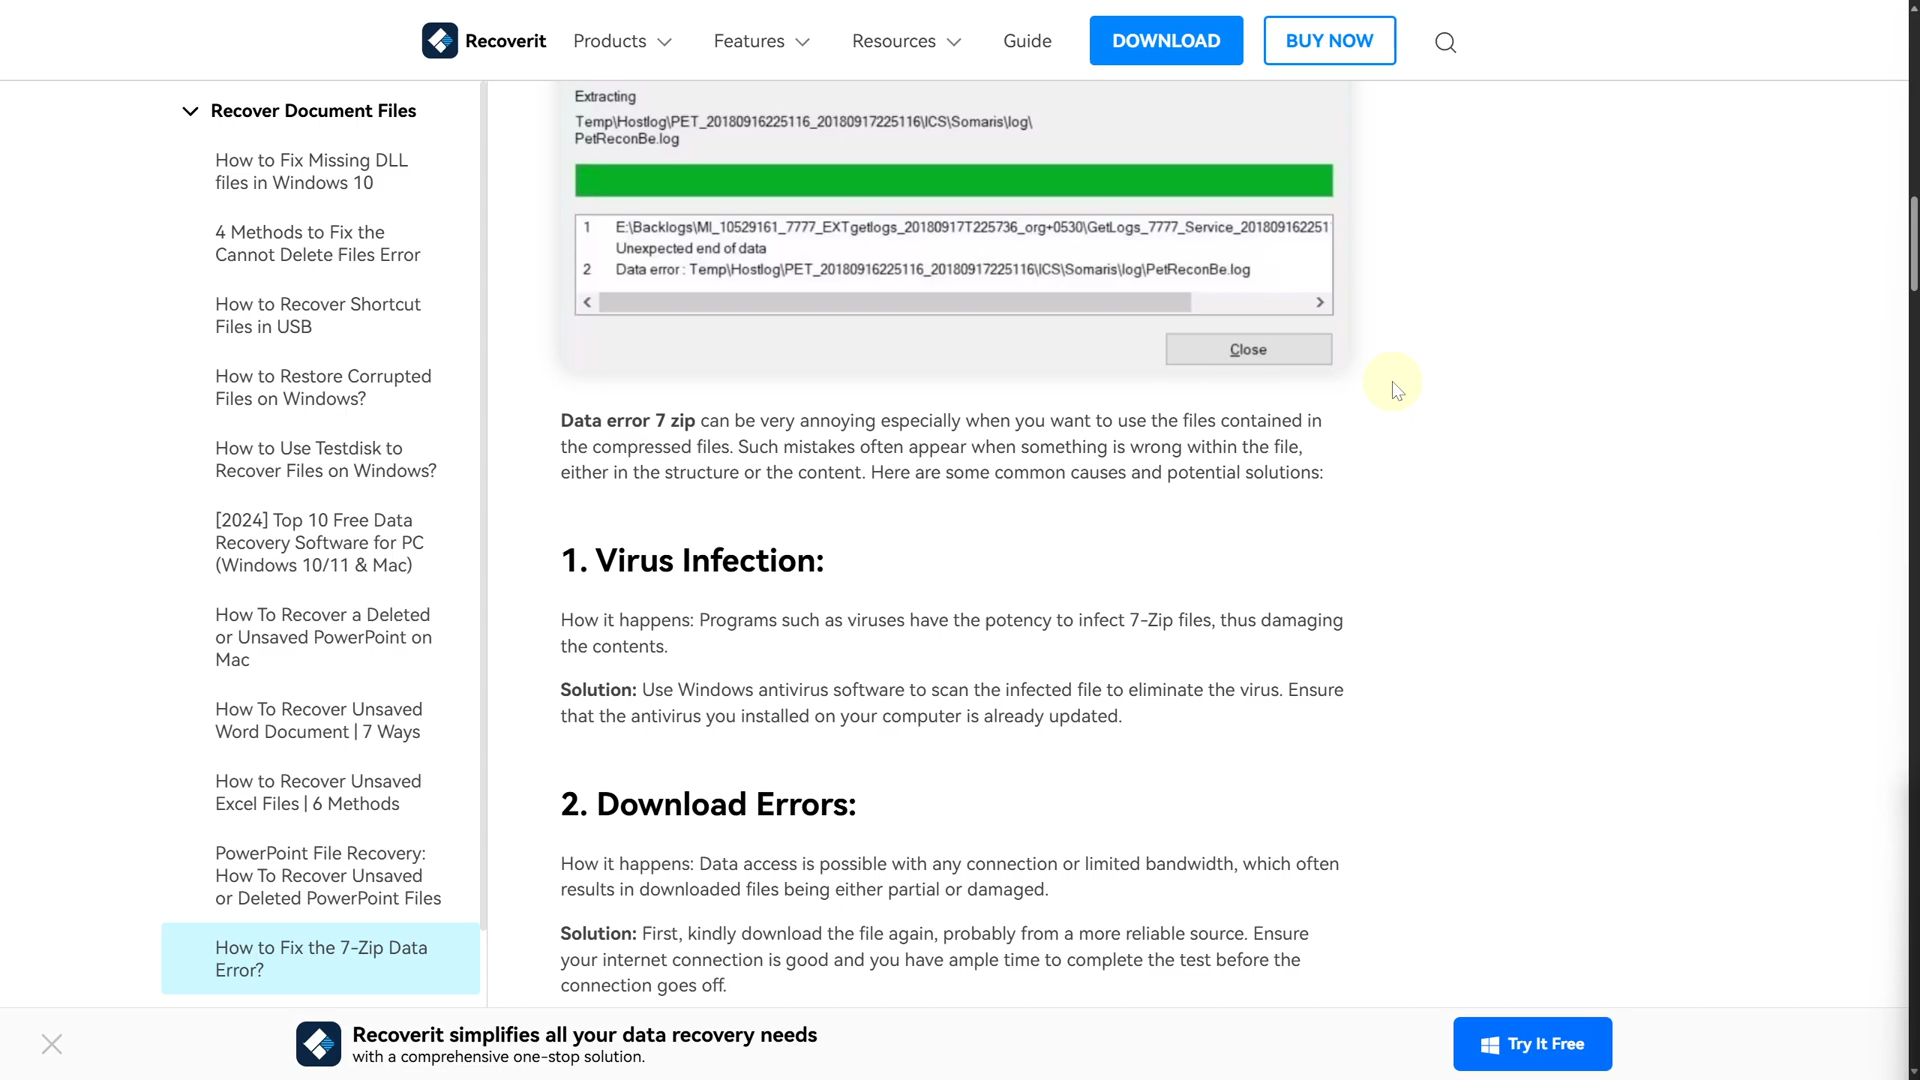 Recoverit
Products
Features
Resources
Guide
DOWNLOAD
BUY NOW
Recover Document Files
How to Fix Missing DLL
files in Windows 10
4 Methods to Fix the
Cannot Delete Files Error
How to Recover Shortcut
Files in USB
How to Restore Corrupted
Files on Windows?
How to Use Testdisk to
Recover Files on Windows?
[2024] Top 10 Free Data
Recovery Software for PC
(Windows 10/11 & Mac)
How To Recover a Deleted
or Unsaved PowerPoint on
Mac
How To Recover Unsaved
Word Document | 7 Ways
How to Recover Unsaved
Excel Files | 6 Methods
PowerPoint File Recovery:
How To Recover Unsaved
or Deleted PowerPoint Files
How to Fix the 7-Zip Data
Error?
Extracting
Temp\Hostlog\PET_20180916225116_20180917225116\ICS\Somaris\log\
PetReconBe.log
1 E:\Backlogs\MI_10529161_7777_EXTgetlogs_20180917T225736_org+0530\GetLogs_7777_Service_201809162251
Unexpected end of data
2 Data error : Temp\Hostlog\PET_20180916225116_20180917225116\ICS\Somaris\log\PetReconBe.log
Close
Data error 7 zip can be very annoying especially when you want to use the files contained in
the compressed files. Such mistakes often appear when something is wrong within the file,
either in the structure or the content. Here are some common causes and potential solutions:
1. Virus Infection:
How it happens: Programs such as viruses have the potency to infect 7-Zip files, thus damaging
the contents.
Solution: Use Windows antivirus software to scan the infected file to eliminate the virus. Ensure
that the antivirus you installed on your computer is already updated.
2. Download Errors:
How it happens: Data access is possible with any connection or limited bandwidth, which often
results in downloaded files being either partial or damaged.
Solution: First, kindly download the file again, probably from a more reliable source. Ensure
your internet connection is good and you have ample time to complete the test before the
connection goes off.
Recoverit simplifies all your data recovery needs
with a comprehensive one-stop solution.
Try It Free